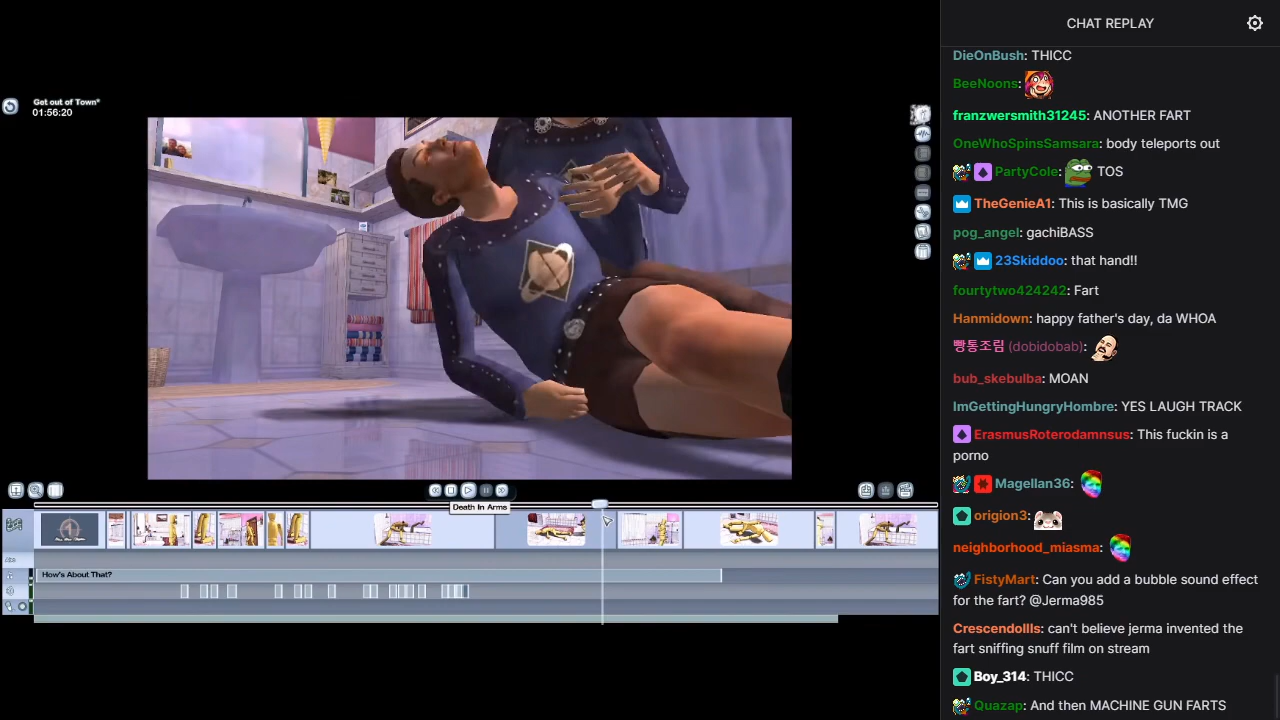 Get out of Town*
01:56:20
Death In Arms
How's About That?
CHAT REPLAY
DieOnBush: THICC
BeeNoons:
franzwersmith31245: ANOTHER FART
OneWhoSpinsSamsara: body teleports out
PartyCole: TOS
TheGenieA1: This is basically TMG
pog_angel: gachiBASS
23Skiddoo: that hand!!
fourtytwo424242: Fart
Hanmidown: happy father's day, da WHOA
빵통조림 (dobidobab):
bub_skebulba: MOAN
ImGettingHungryHombre: YES LAUGH TRACK
ErasmusRoterodamnsus: This fuckin is a
porno
Magellan36:
origion3:
neighborhood_miasma:
FistyMart: Can you add a bubble sound effect
for the fart? @Jerma985
Crescendollls: can't believe jerma invented the
fart sniffing snuff film on stream
Boy_314: THICC
Quazap: And then MACHINE GUN FARTS